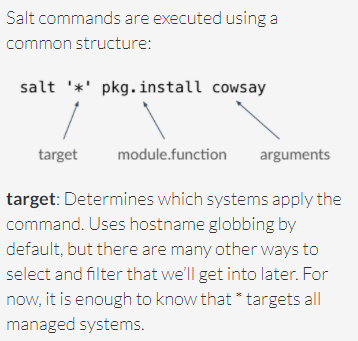 Salt commands are executed using a
common structure:
salt '*' pkg.install cowsay
target module.function arguments
target: Determines which systems apply the
command. Uses hostname globbing by
default, but there are many other ways to
select and filter that we'll get into later. For
now, it is enough to know that * targets all
managed systems.